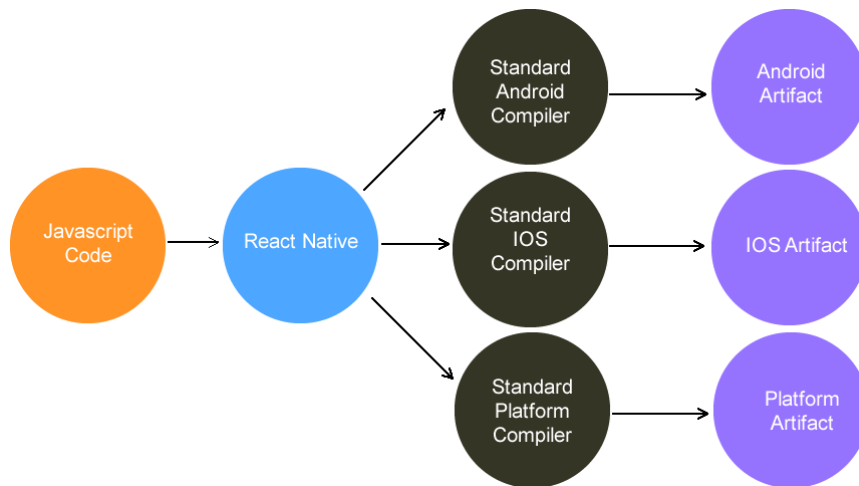 Javascript
Code
React Native
Standard
Android
Compiler
Android
Artifact
Standard
IOS
Compiler
IOS Artifact
Standard
Platform
Compiler
Platform
Artifact